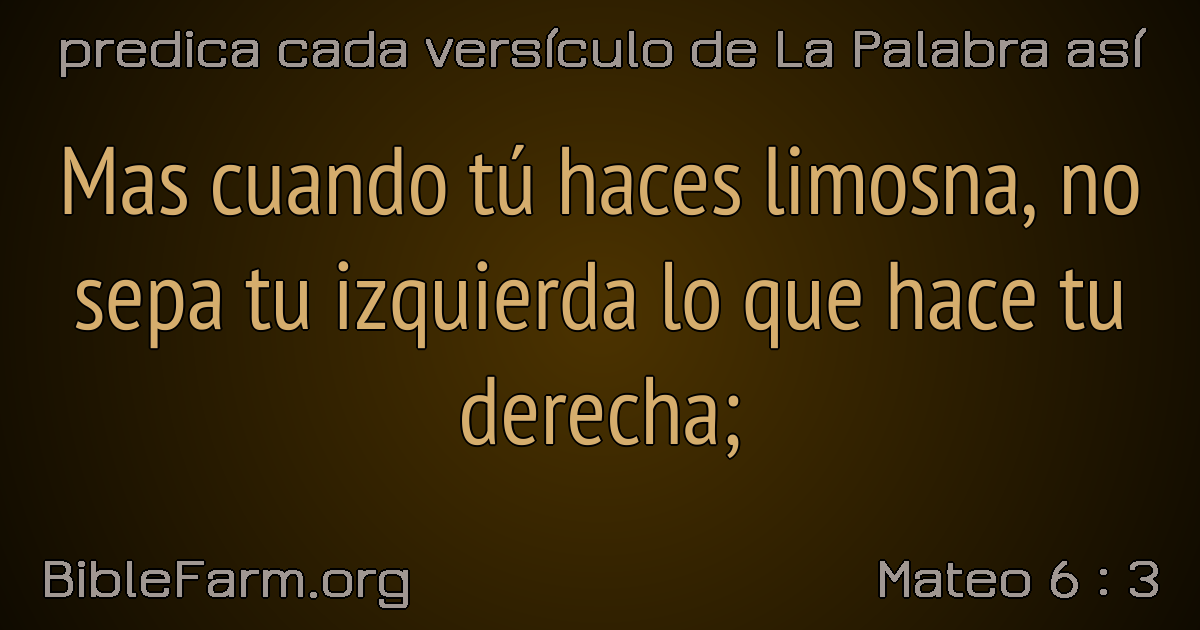 predica cada versículo de La Palabra así
Mas cuando tú haces limosna, no
sepa tu izquierda lo que hace tu
derecha;
BibleFarm.org
Mateo 6 : 3